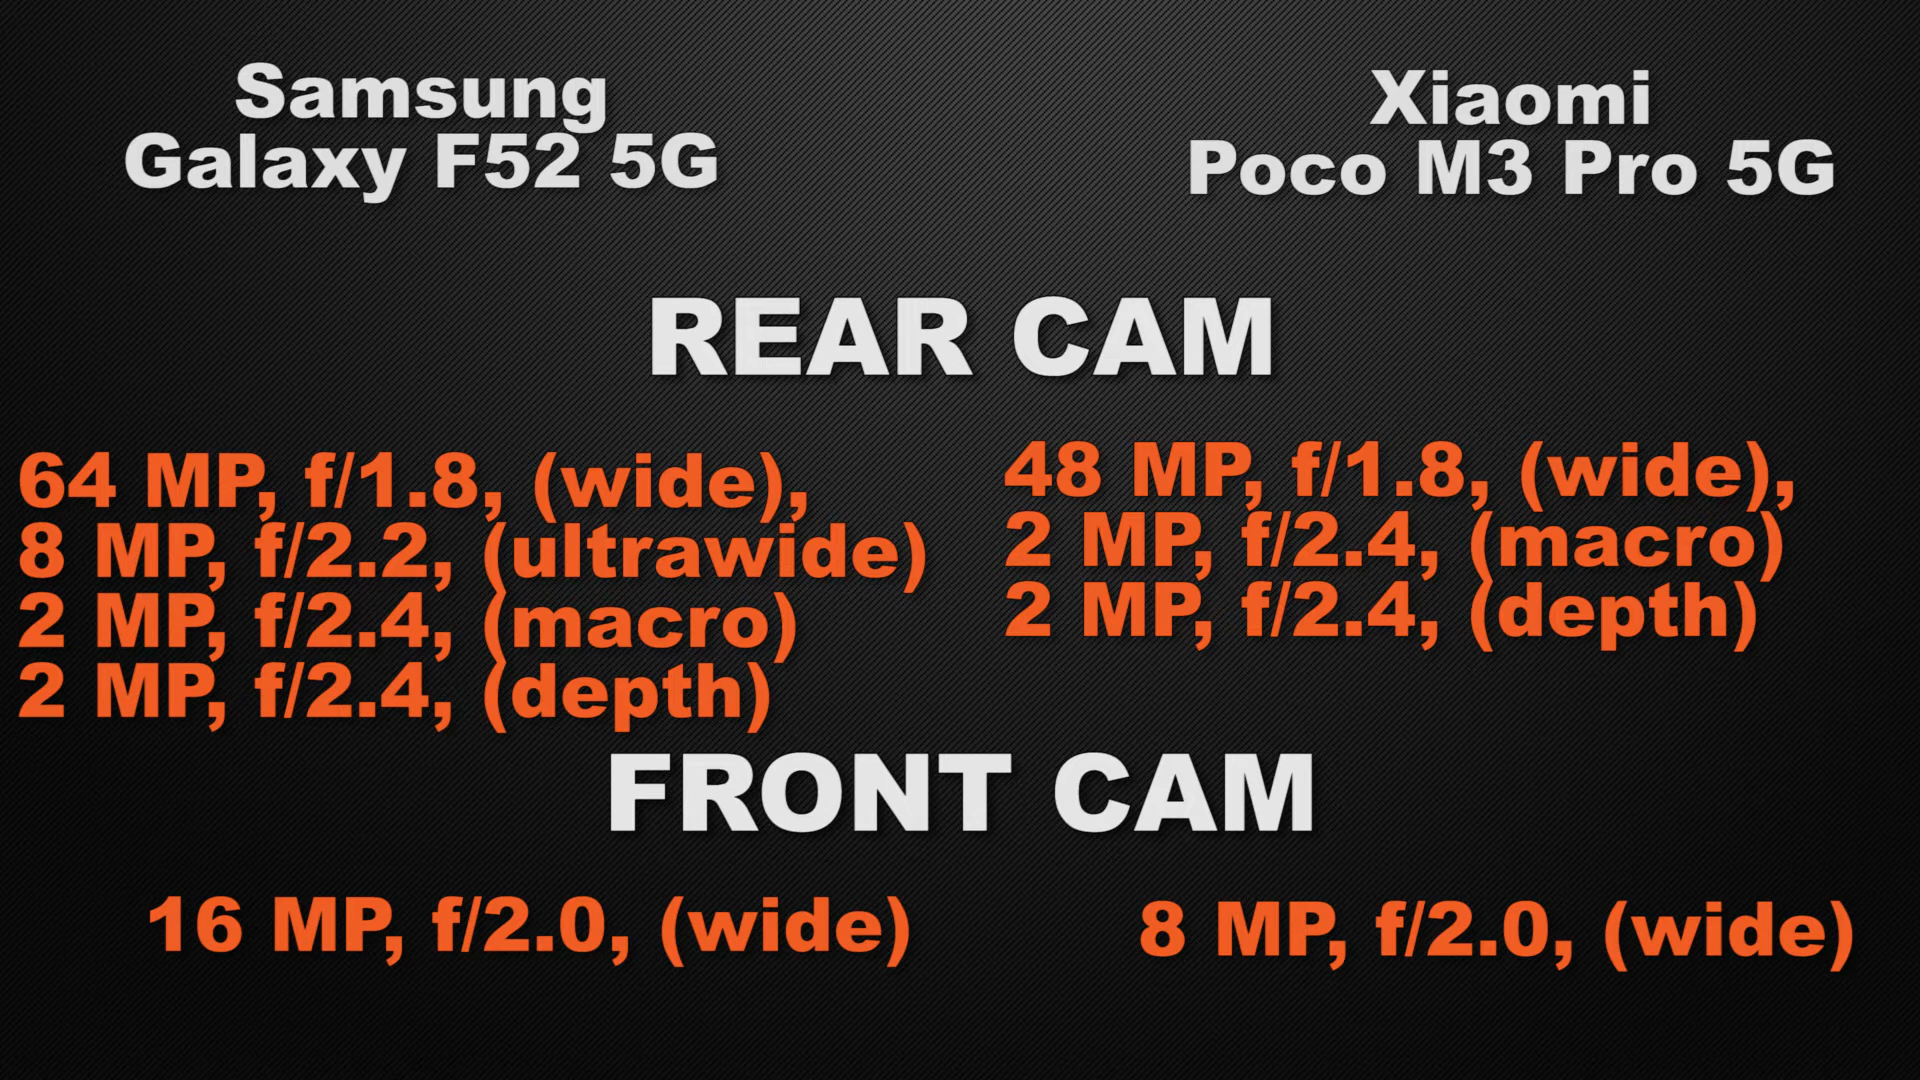 Samsung
Galaxy F52 5G
Xiaomi
Poco M3 Pro 5G
REAR CAM
64 MP, f/1.8, (wide),
8 MP, f/2.2, (ultrawide)
2 MP, f/2.4, (macro)
2 MP, f/2.4, (depth)
48 MP, f/1.8, (wide),
2 MP, f/2.4, (macro)
2 MP, f/2.4, (depth)
FRONT CAM
16 MP, f/2.0, (wide)
8 MP, f/2.0, (wide)